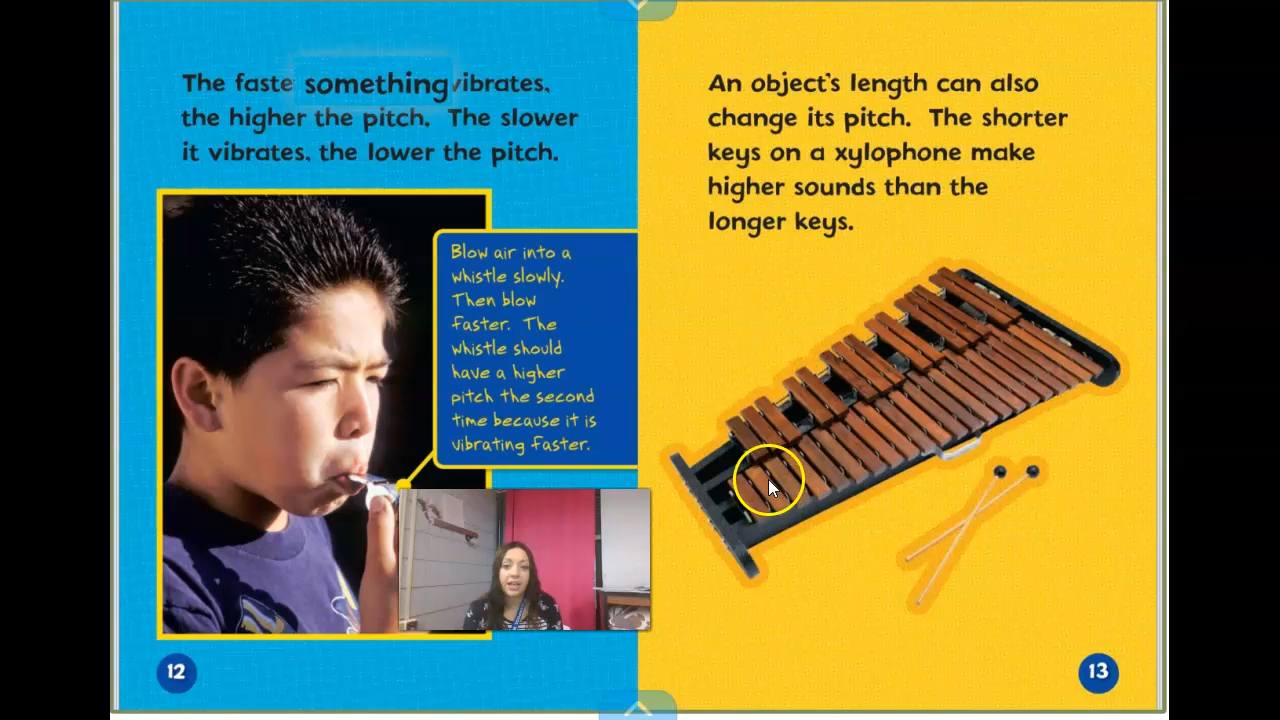 The faste something vibrates,
the higher the pitch. The slower
it vibrates, the lower the pitch.
Blow air into a
whistle slowly.
Then blow
faster. The
whistle should
have a higher
pitch the second
time because it is
vibrating faster.
12
An object's length can also
change its pitch. The shorter
keys on a xylophone make
higher sounds than the
longer keys.
13